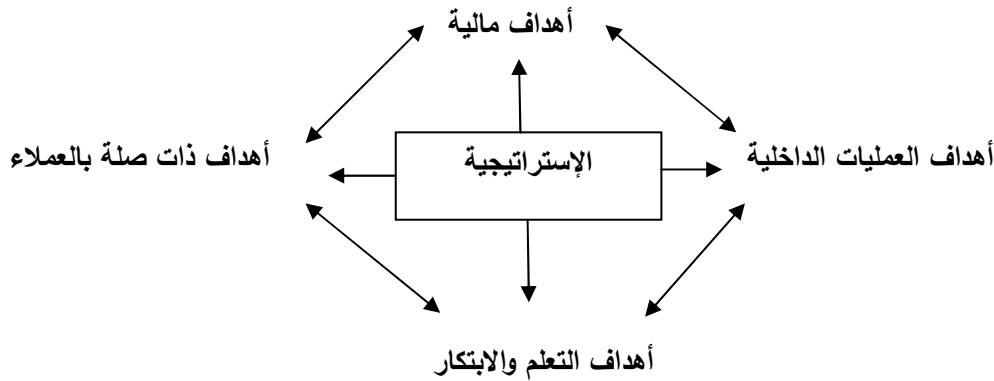 أهداف مالية
أهداف العمليات الداخلية
الإستراتيجية
أهداف ذات صلة بالعملاء
أهداف التعلم والابتكار